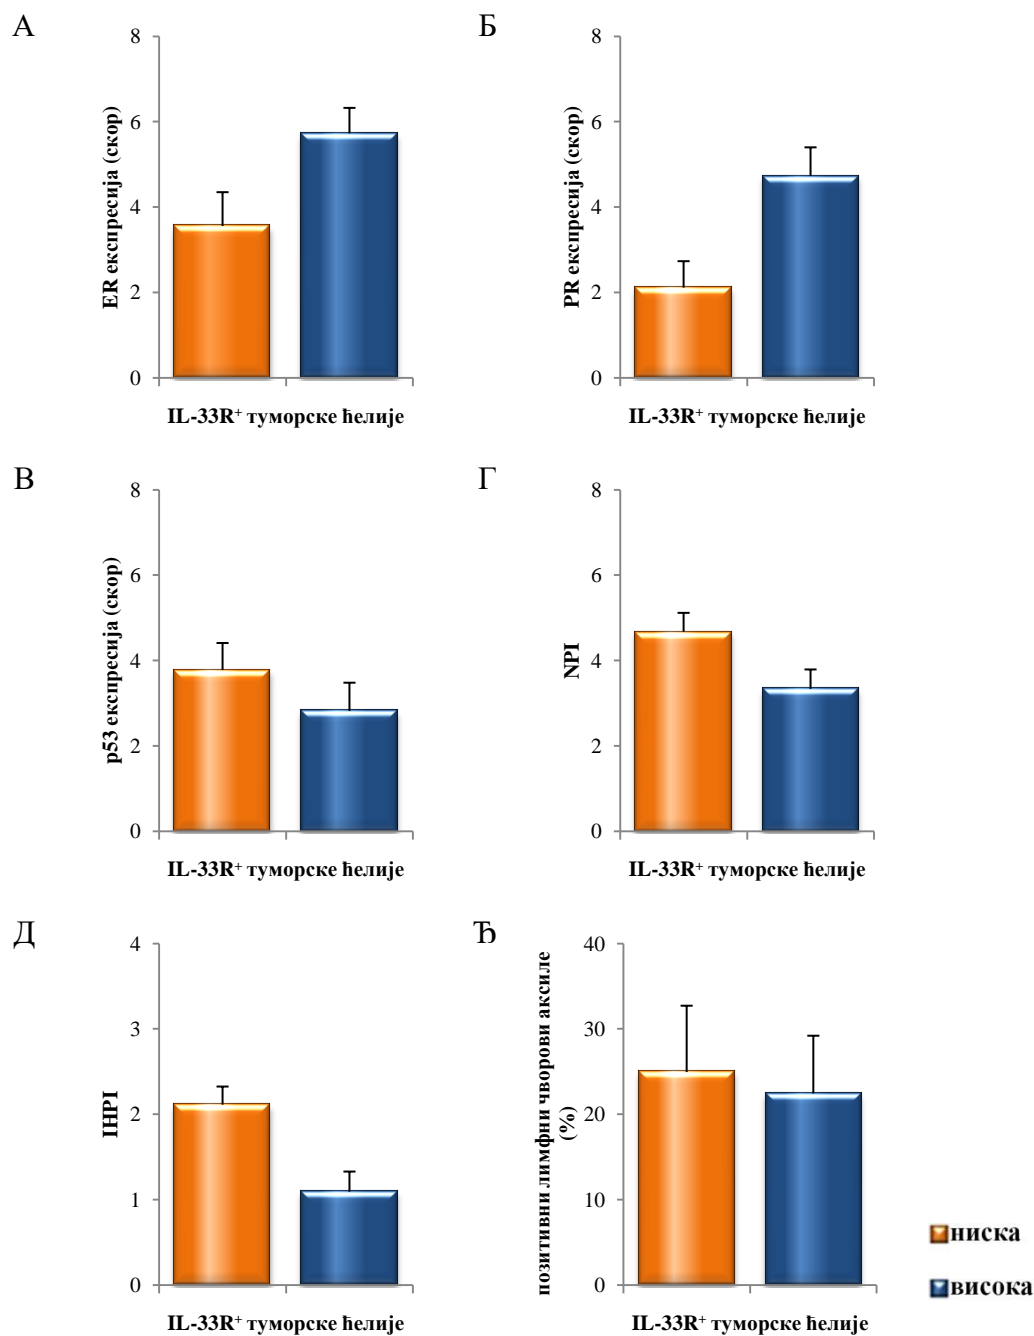 А
8
6
4
2
0
ER експресија (скор)
IL-33R+ туморске ћелије
Б
8
6
4
2
0
PR експресија (скор)
IL-33R+ туморске ћелије
В
8
6
4
2
0
p53 експресија (скор)
IL-33R+ туморске ћелије
Г
8
6
4
2
0
NPI
IL-33R+ туморске ћелије
Д
4
3
2
1
0
IHPI
IL-33R+ туморске ћелије
Ђ
40
30
20
10
0
позитивни лимфни чворови аксиле
(%)
IL-33R+ туморске ћелије
ниска
висока